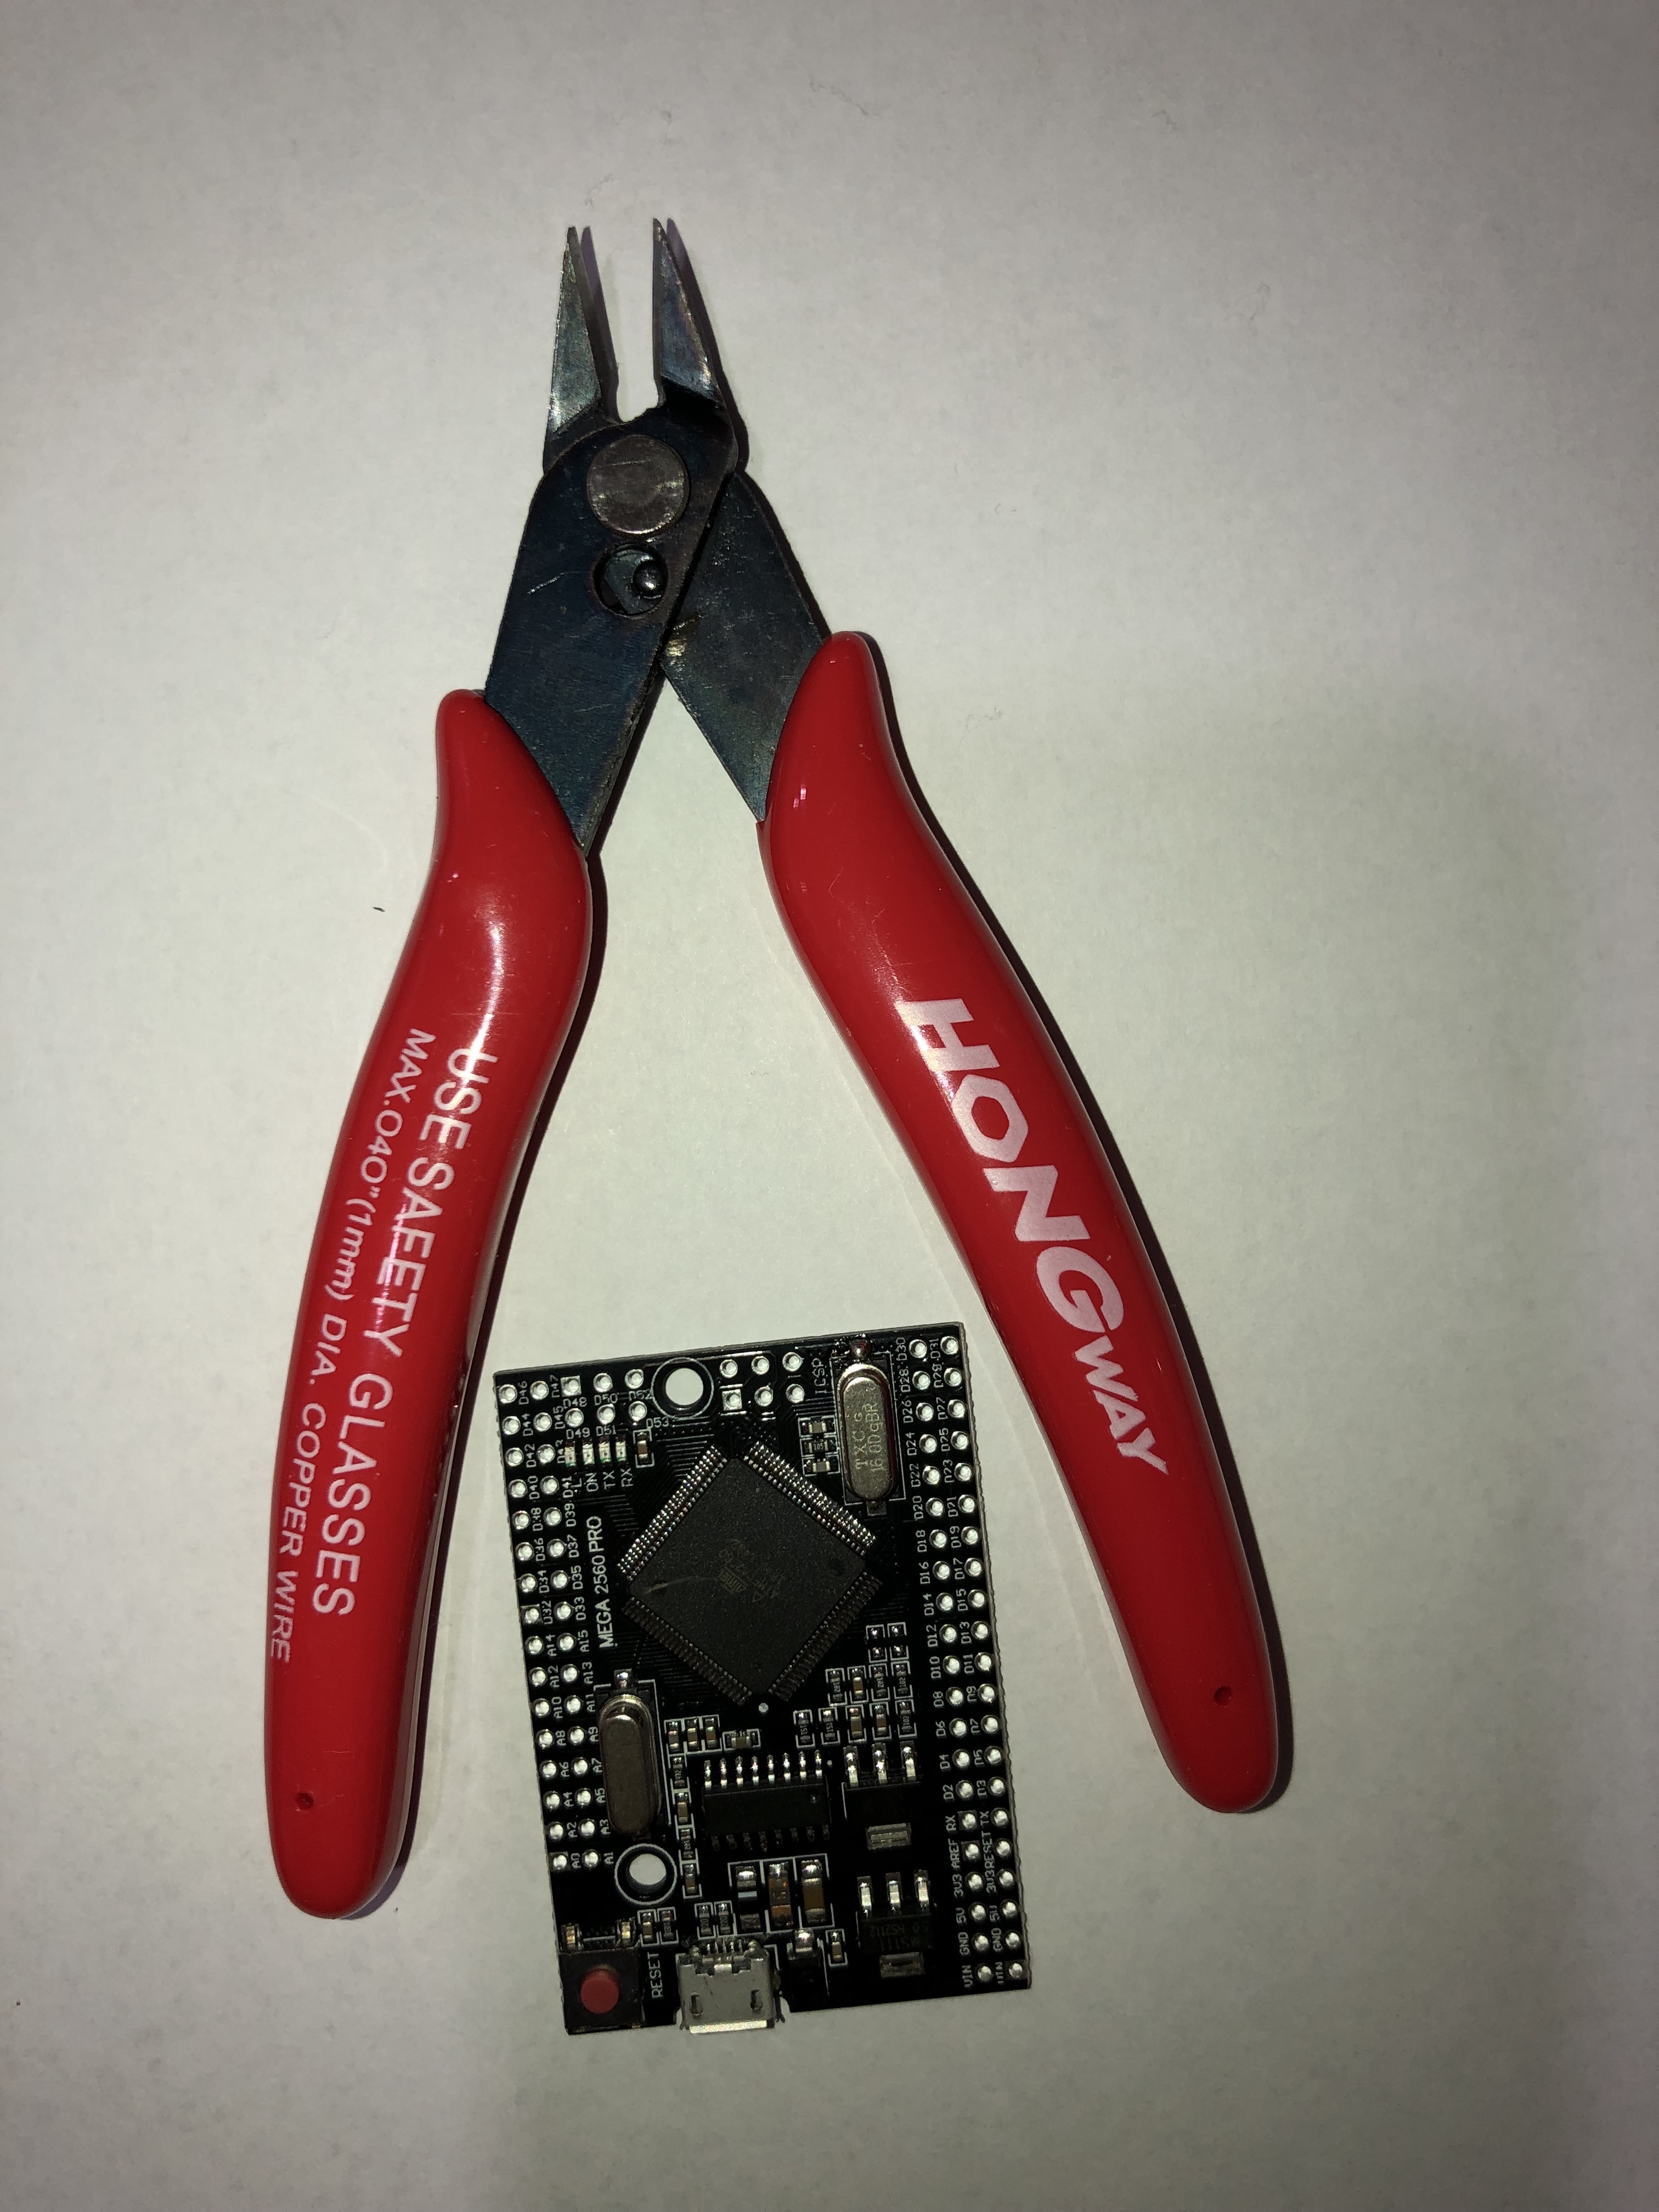 USE SAFETY GLASSES
MAX.040"(1mm) DIA. COPPER WIRE
HONGWAY
MEGA 2560 PRO
ICSP
TXC
L
ON
TX
RX
D46 D47
D44 D45
D42 D43
D40 D41
D38 D39
D36 D37
D34 D35
D32 D33
A14 A15
A12 A13
A10 A11
A8 A9
A6 A7
A4 A5
A2 A3
A0 A1
D48
D49
D50
D51
D52
D53
D30 D31
D28 D29
D26 D27
D24 D25
D22 D23
D20 D21
D18 D19
D16 D17
D14 D15
D12 D13
D10 D11
D8 D9
D6 D7
D4 D5
D2 D3
RX TX
AREF RESET
3V3 3V3
5V 5V
GND GND
VIN VIN
RESET